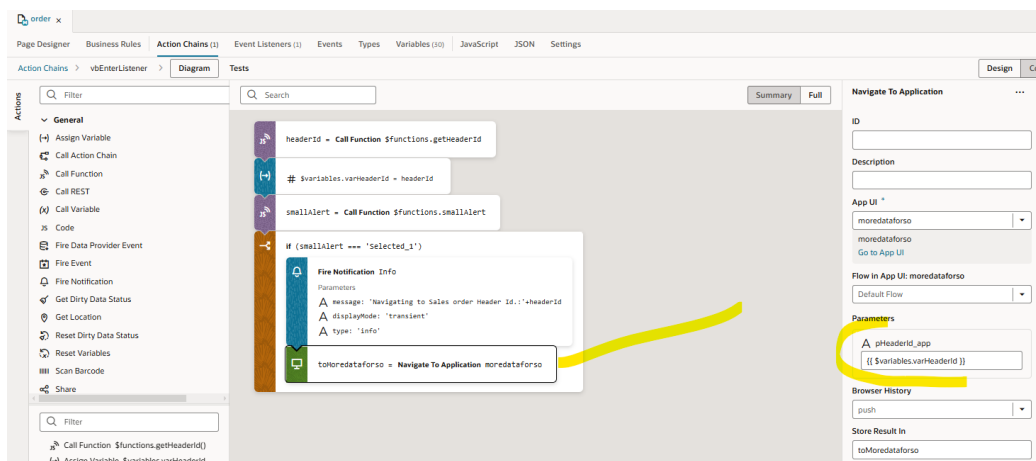 order x
Page Designer Business Rules Action Chains (1) Event Listeners (1) Events Types Variables (30) JavaScript JSON Settings
Action Chains > vbEnterListener > Diagram Tests
Design
Actions
Filter
General
Assign Variable
Call Action Chain
Call Function
Call REST
Call Variable
Code
Fire Data Provider Event
Fire Event
Fire Notification
Get Dirty Data Status
Get Location
Reset Dirty Data Status
Reset Variables
Scan Barcode
Share
Filter
Call Function $functions.getHeaderId()
Search
Summary Full
headerId = Call Function $functions.getHeaderId
# $variables.varHeaderId = headerId
smallAlert = Call Function $functions.smallAlert
if (smallAlert === 'Selected_1')
Fire Notification Info
Parameters
A message: 'Navigating to Sales order Header Id.:'+headerId
A displayMode: 'transient'
A type: 'info'
toMoredataforso = Navigate To Application moredataforso
Navigate To Application ...
ID
Description
App UI *
moredataforso
moredataforso
Go to App UI
Flow in App UI: moredataforso
Default Flow
Parameters
A pHeaderId_app
{{ $variables.varHeaderId }}
Browser History
push
Store Result In
toMoredataforso